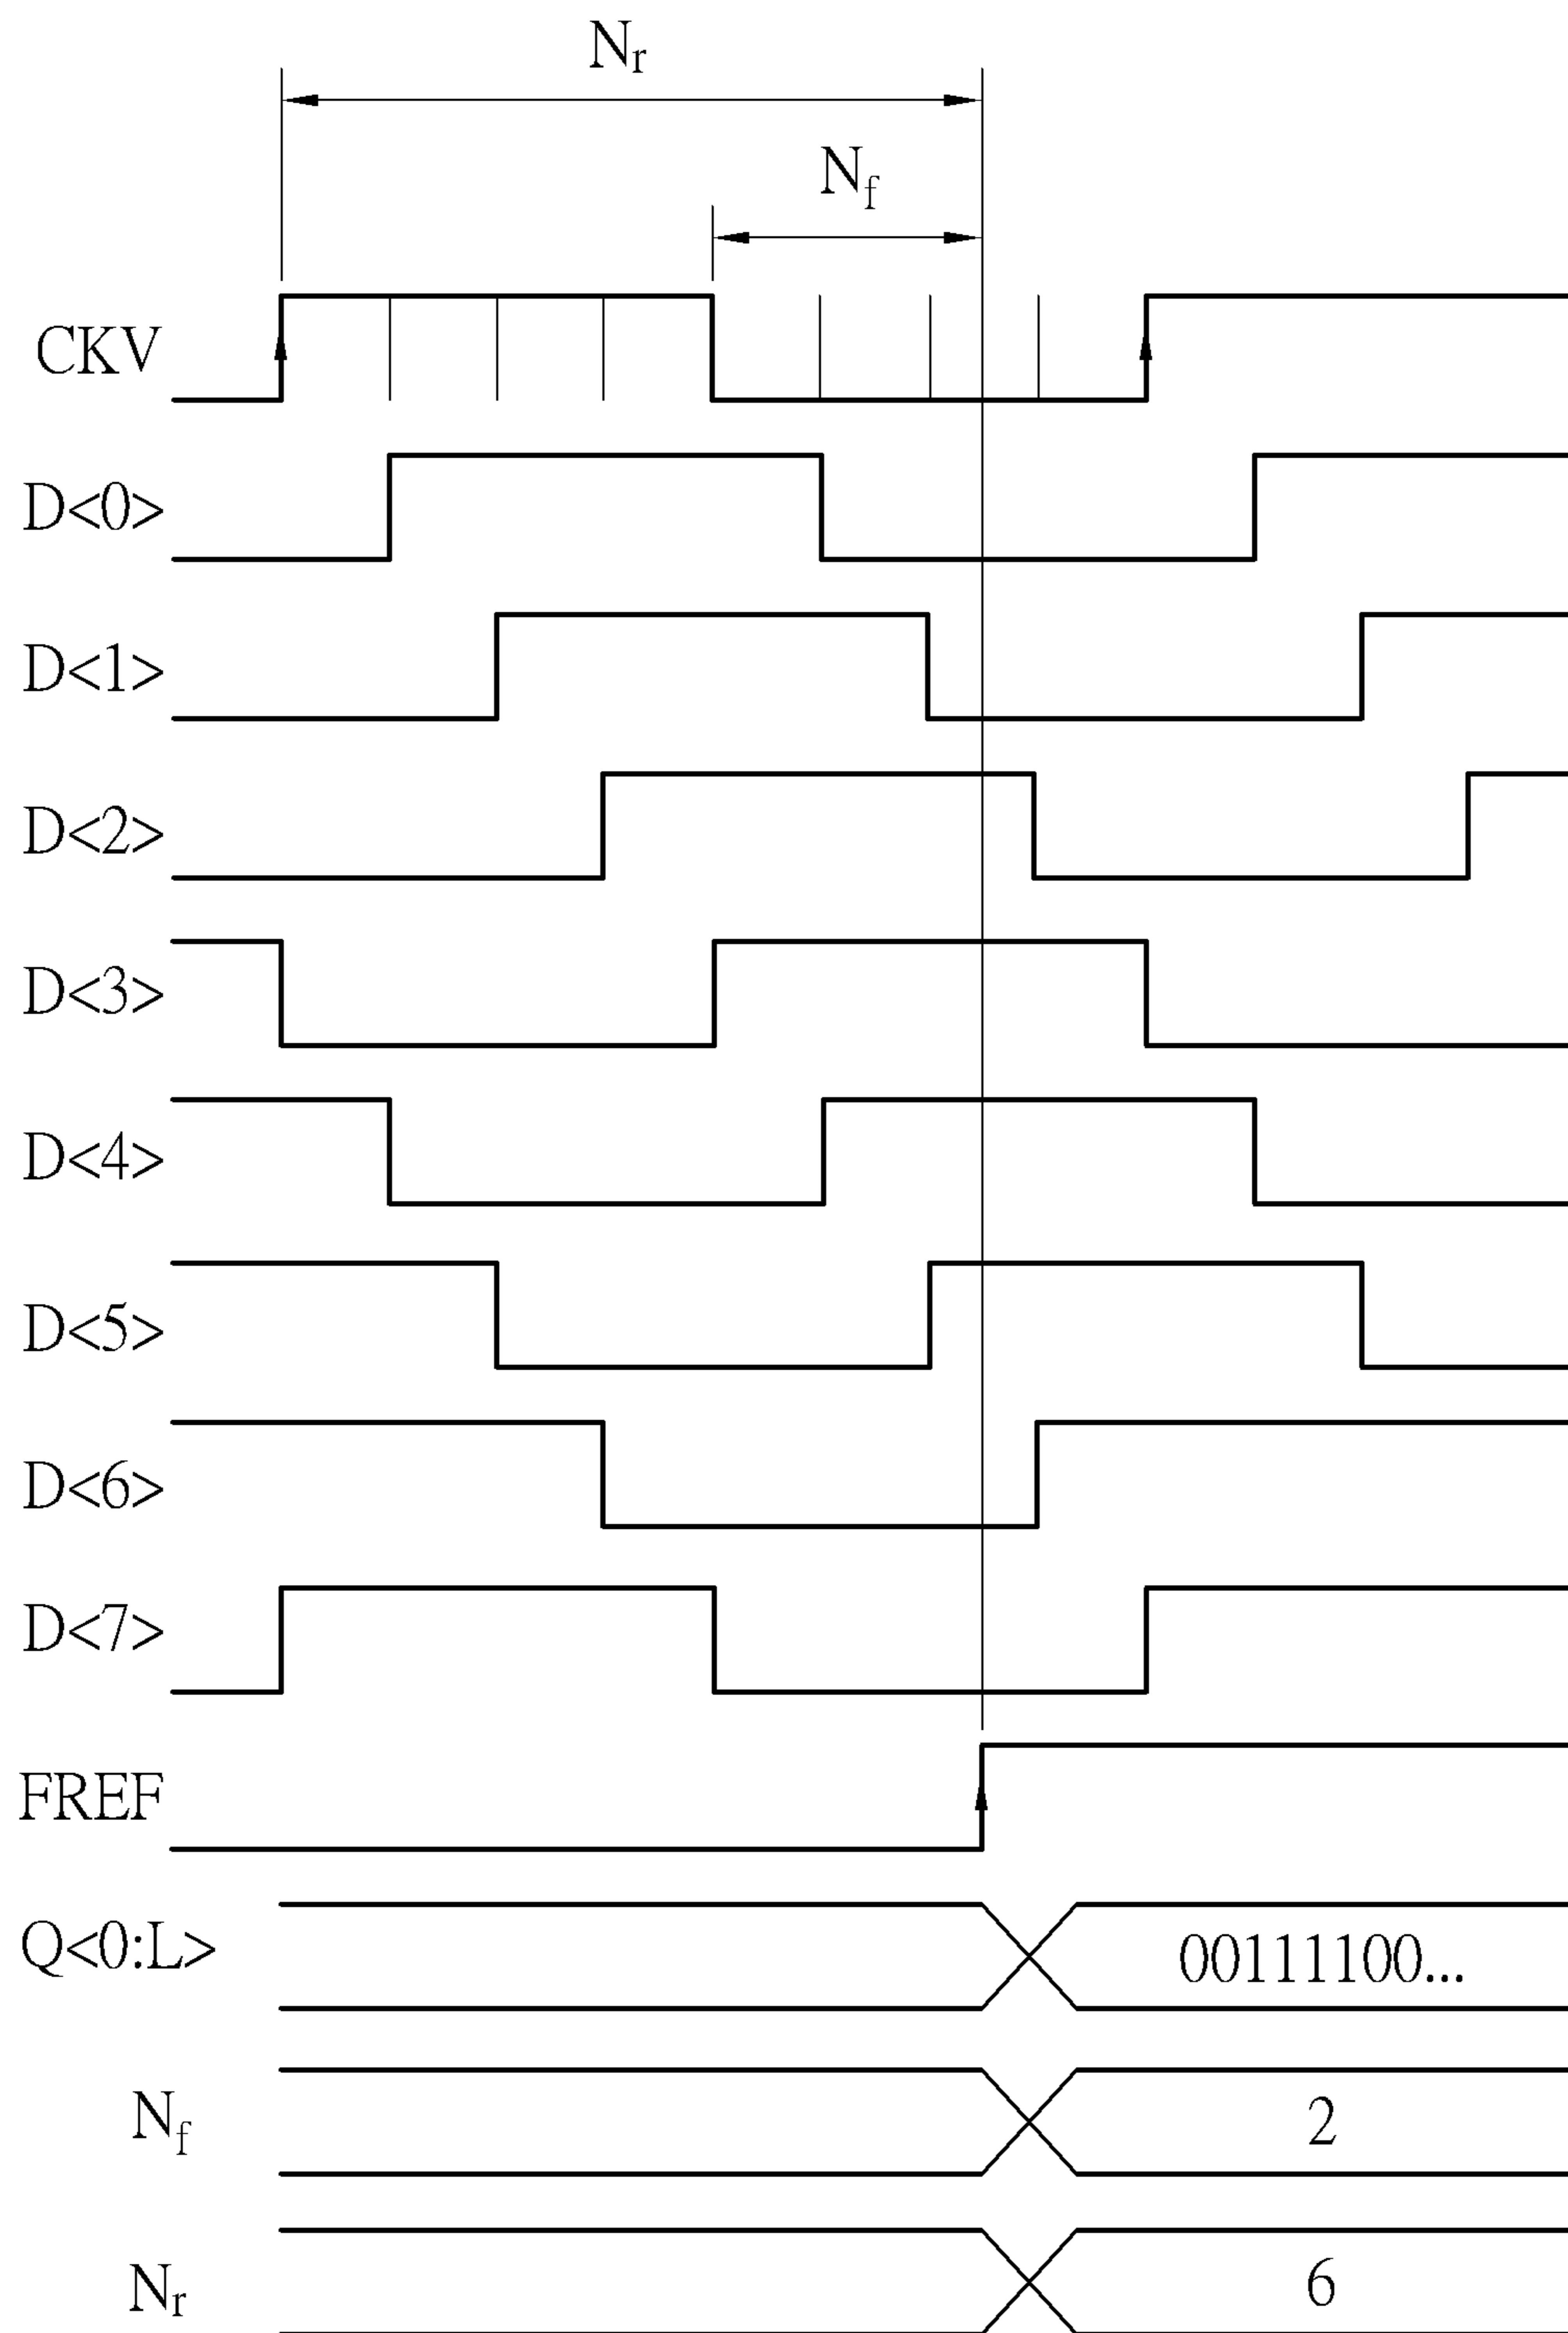 Nr
Nf
CKV
D<0>
D<1>
D<2>
D<3>
D<4>
D<5>
D<6>
D<7>
FREF
Q<0:L> 00111100...
Nf 2
Nr 6